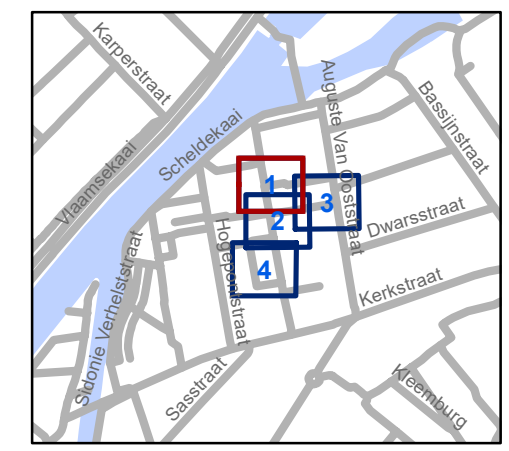 Karperstraat
Scheldekaai
Auguste Van Ooststraat
Bassijnstraat
Vlaamsekaai
1
3
2
Dwarsstraat
Hogepontstraat
4
Sidonie Verhelststraat
Kerkstraat
Sasstraat
Kleemburg